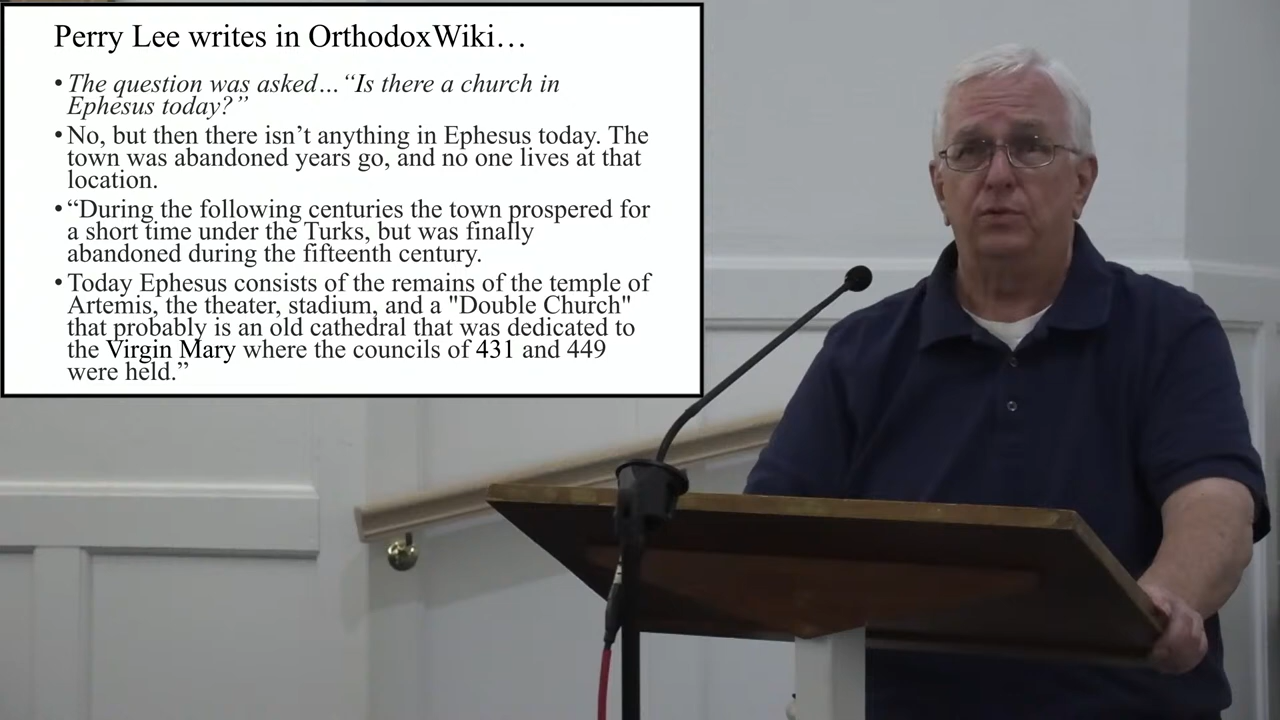 Perry Lee writes in OrthodoxWiki…
•The question was asked…“Is there a church in
Ephesus today?”
•No, but then there isn’t anything in Ephesus today. The
town was abandoned years go, and no one lives at that
location.
•“During the following centuries the town prospered for
a short time under the Turks, but was finally
abandoned during the fifteenth century.
•Today Ephesus consists of the remains of the temple of
Artemis, the theater, stadium, and a "Double Church"
that probably is an old cathedral that was dedicated to
the Virgin Mary where the councils of 431 and 449
were held.”